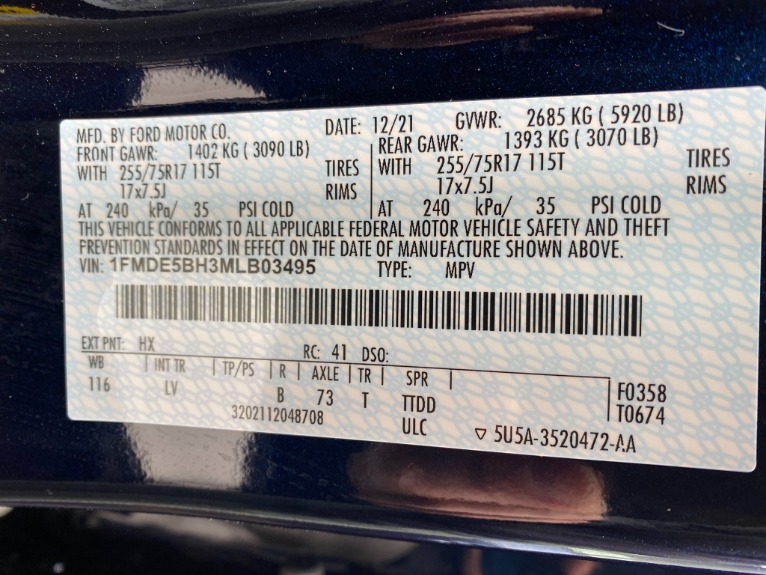 MFD. BY FORD MOTOR CO. DATE: 12/21 GVWR: 2685 KG ( 5920 LB)
FRONT GAWR: 1402 KG ( 3090 LB) REAR GAWR: 1393 KG ( 3070 LB)
WITH 255/75R17 115T TIRES WITH 255/75R17 115T TIRES
17x7.5J RIMS 17x7.5J RIMS
AT 240 kPa/ 35 PSI COLD AT 240 kPa/ 35 PSI COLD
THIS VEHICLE CONFORMS TO ALL APPLICABLE FEDERAL MOTOR VEHICLE SAFETY AND THEFT
PREVENTION STANDARDS IN EFFECT ON THE DATE OF MANUFACTURE SHOWN ABOVE.
VIN: 1FMDE5BH3MLB03495 TYPE: MPV
EXT PNT: HX RC: 41 DSO:
WB INT TR TP/PS R AXLE TR SPR F0358
116 LV B 73 T TTDD T0674
3202112048708 ULC ▽ 5U5A-3520472-AA